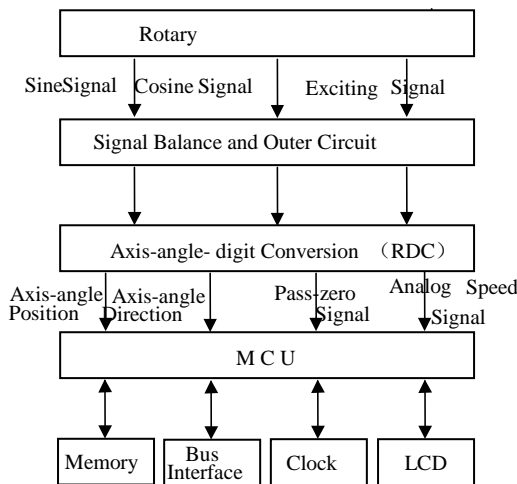 Rotary
SineSignal Cosine Signal Exciting Signal
Signal Balance and Outer Circuit
Axis-angle- digit Conversion （RDC）
Axis-angle Position
Axis-angle Direction
Pass-zero Signal
Analog Speed Signal
M C U
Memory
Bus
Interface
Clock
LCD